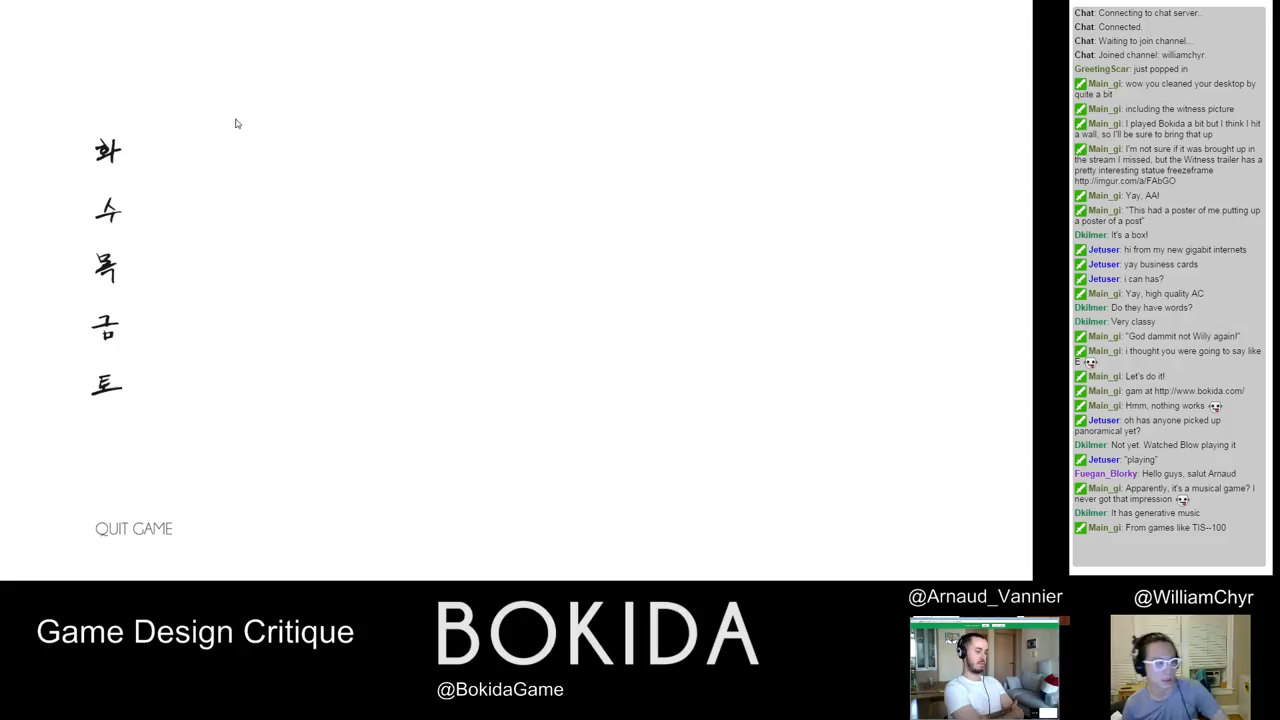 화
수
목
금
토
QUIT GAME
Chat: Connecting to chat server..
Chat: Connected.
Chat: Waiting to join channel...
Chat: Joined channel: williamchyr.
GreetingScar: just popped in
Main_gi: wow you cleaned your desktop by
quite a bit
Main_gi: including the witness picture
Main_gi: I played Bokida a bit but I think I hit
a wall, so I'll be sure to bring that up
Main_gi: I'm not sure if it was brought up in
the stream I missed, but the Witness trailer has a
pretty interesting statue freezeframe
http://imgur.com/a/FAbGO
Main_gi: Yay, AA!
Main_gi: "This had a poster of me putting up
a poster of a post"
Dkilmer: It's a box!
Jetuser: hi from my new gigabit internets
Jetuser: yay business cards
Jetuser: i can has?
Main_gi: Yay, high quality AC
Dkilmer: Do they have words?
Dkilmer: Very classy
Main_gi: "God dammit not Willy again!"
Main_gi: i thought you were going to say like
E
Main_gi: Let's do it!
Main_gi: gam at http://www.bokida.com/
Main_gi: Hmm, nothing works
Jetuser: oh has anyone picked up
panoramical yet?
Dkilmer: Not yet. Watched Blow playing it
Jetuser: "playing"
Fuegan_Blorky: Hello guys, salut Arnaud
Main_gi: Apparently, it's a musical game? I
never got that impression
Dkilmer: It has generative music
Main_gi: From games like TIS--100
Game Design Critique
BOKIDA
@BokidaGame
@Arnaud_Vannier
@WilliamChyr